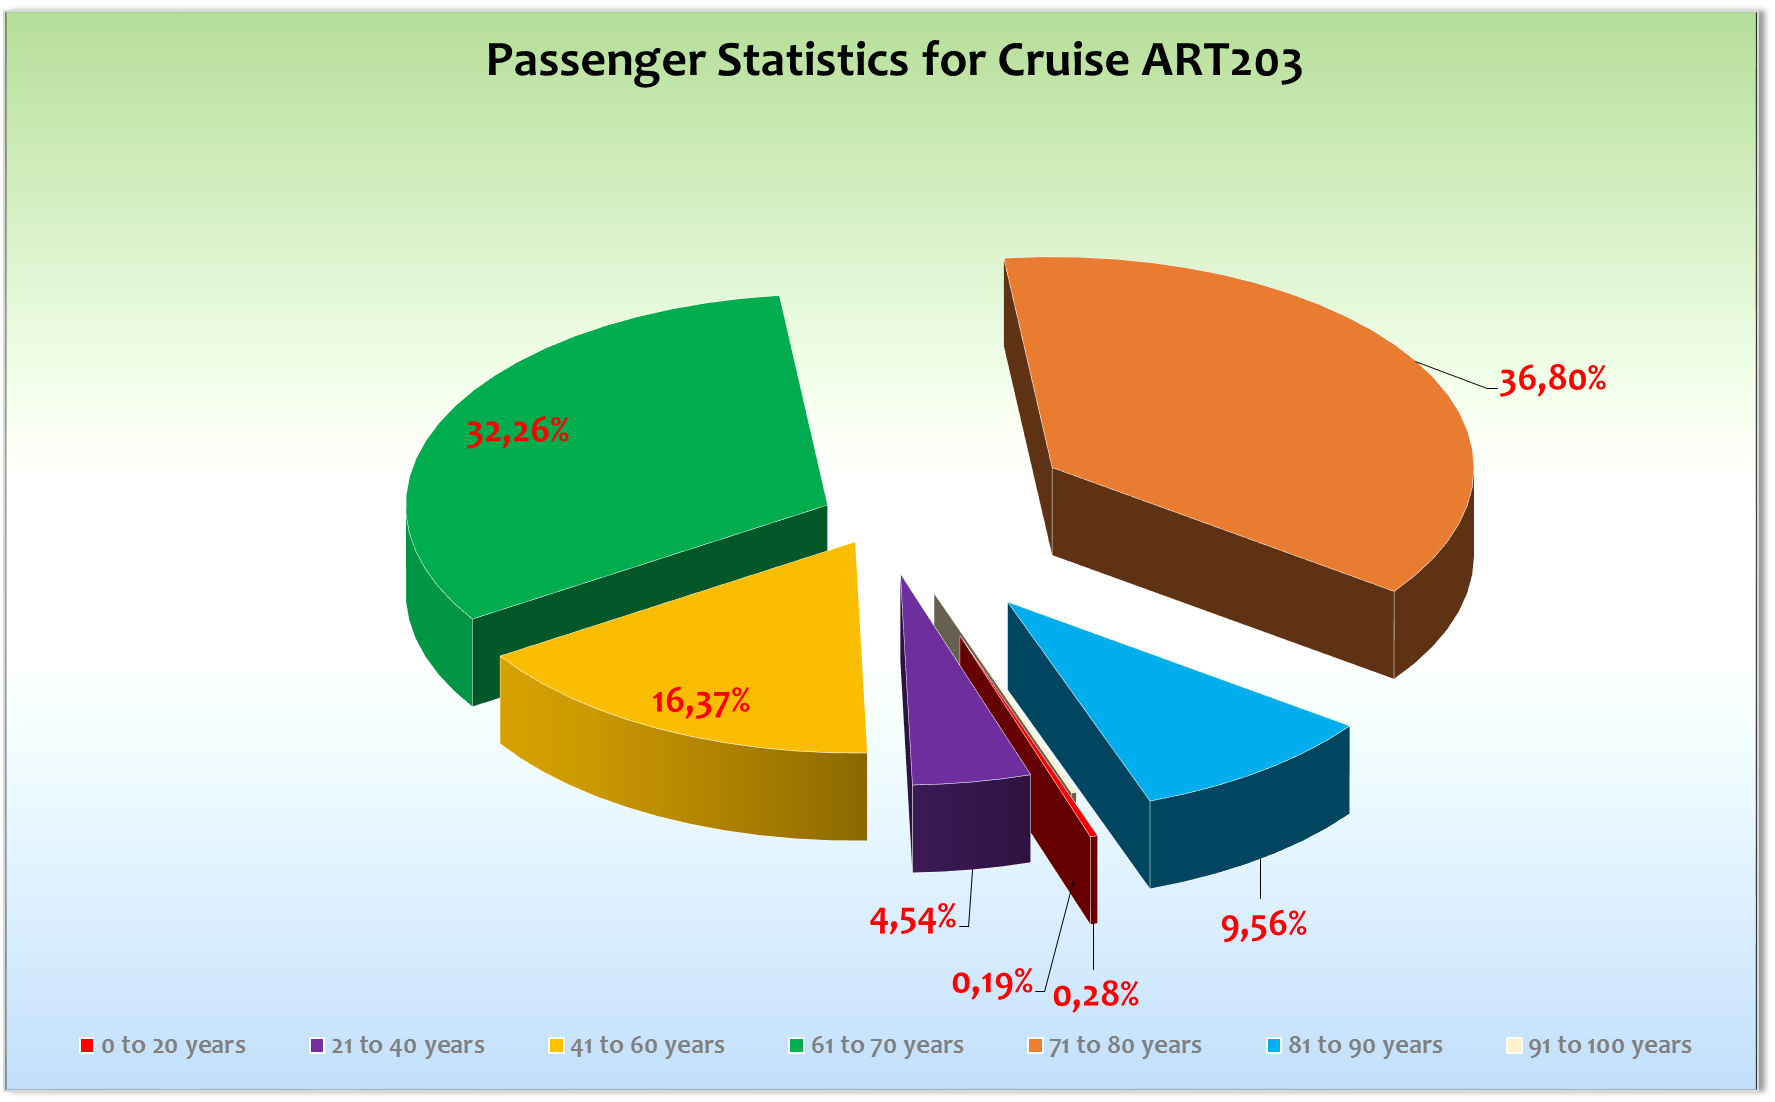 Passenger Statistics for Cruise ART203
36,80%
32,26%
16,37%
4,54%
9,56%
0,19%
0,28%
0 to 20 years
21 to 40 years
41 to 60 years
61 to 70 years
71 to 80 years
81 to 90 years
91 to 100 years